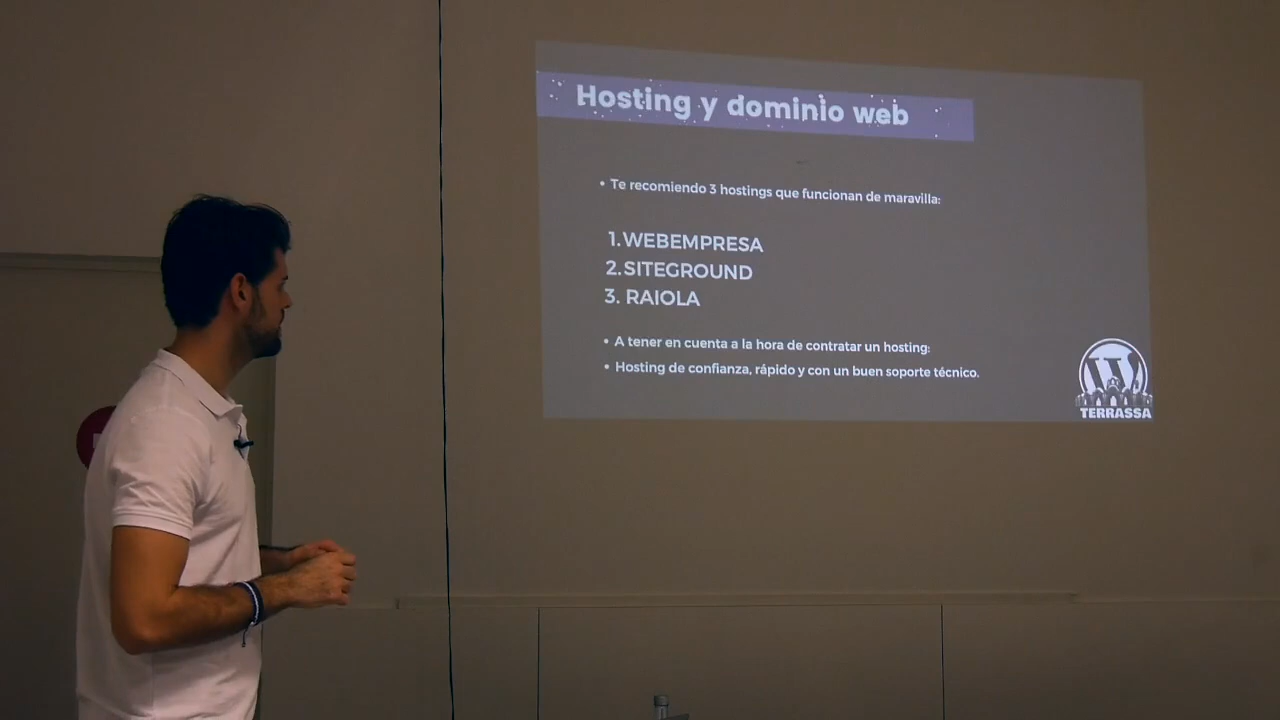 Hosting y dominio web
• Te recomiendo 3 hostings que funcionan de maravilla:
1. WEBEMPRESA
2. SITEGROUND
3. RAIOLA
• A tener en cuenta a la hora de contratar un hosting:
• Hosting de confianza, rápido y con un buen soporte técnico.
W
TERRASSA